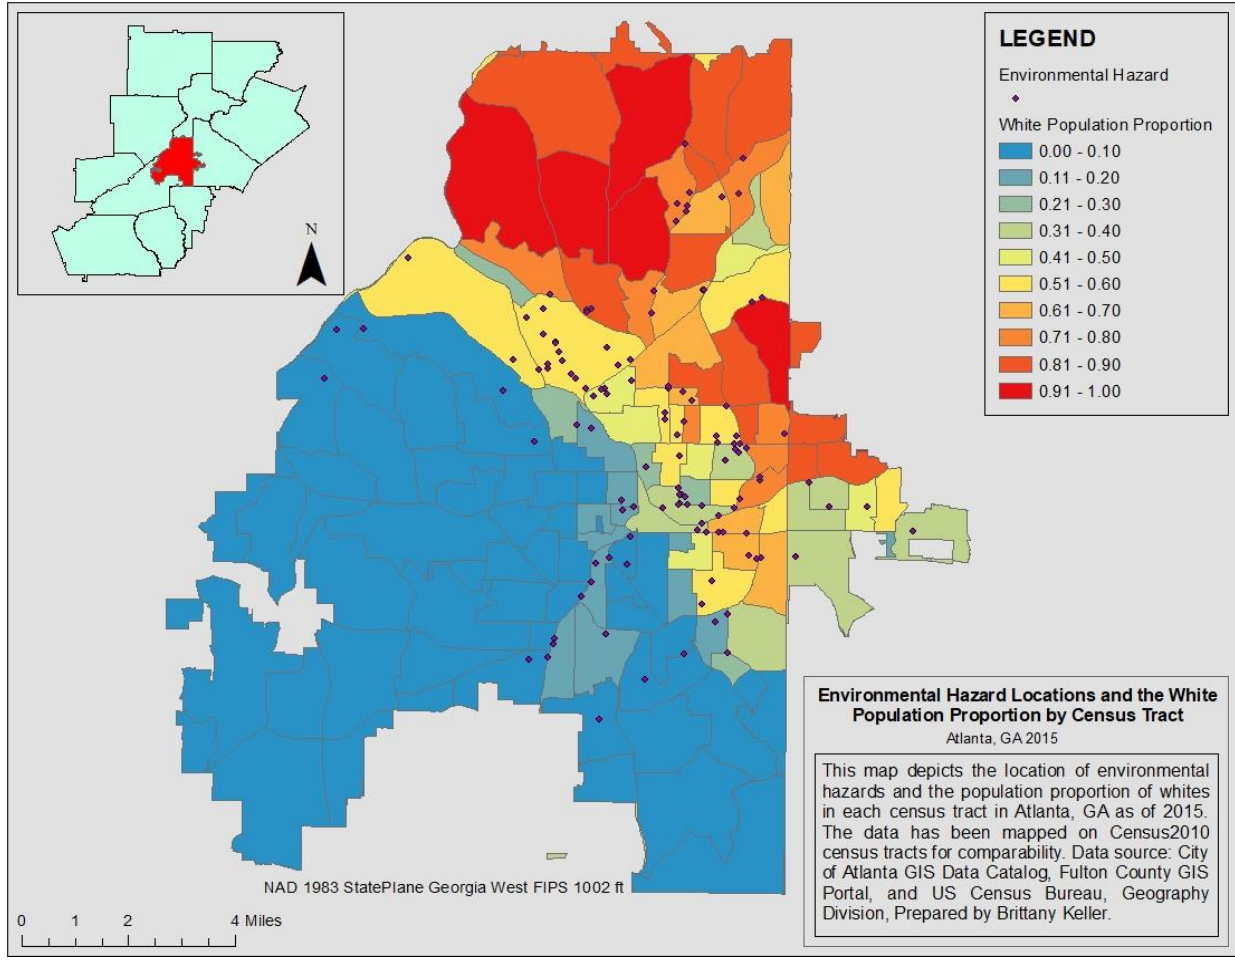 N
LEGEND
Environmental Hazard
White Population Proportion
0.00 - 0.10
0.11 - 0.20
0.21 - 0.30
0.31 - 0.40
0.41 - 0.50
0.51 - 0.60
0.61 - 0.70
0.71 - 0.80
0.81 - 0.90
0.91 - 1.00
Environmental Hazard Locations and the White
Population Proportion by Census Tract
Atlanta, GA 2015
This map depicts the location of environmental
hazards and the population proportion of whites
in each census tract in Atlanta, GA as of 2015.
The data has been mapped on Census2010
census tracts for comparability. Data source: City
of Atlanta GIS Data Catalog, Fulton County GIS
Portal, and US Census Bureau, Geography
Division, Prepared by Brittany Keller.
NAD 1983 StatePlane Georgia West FIPS 1002 ft
0 1 2 4 Miles